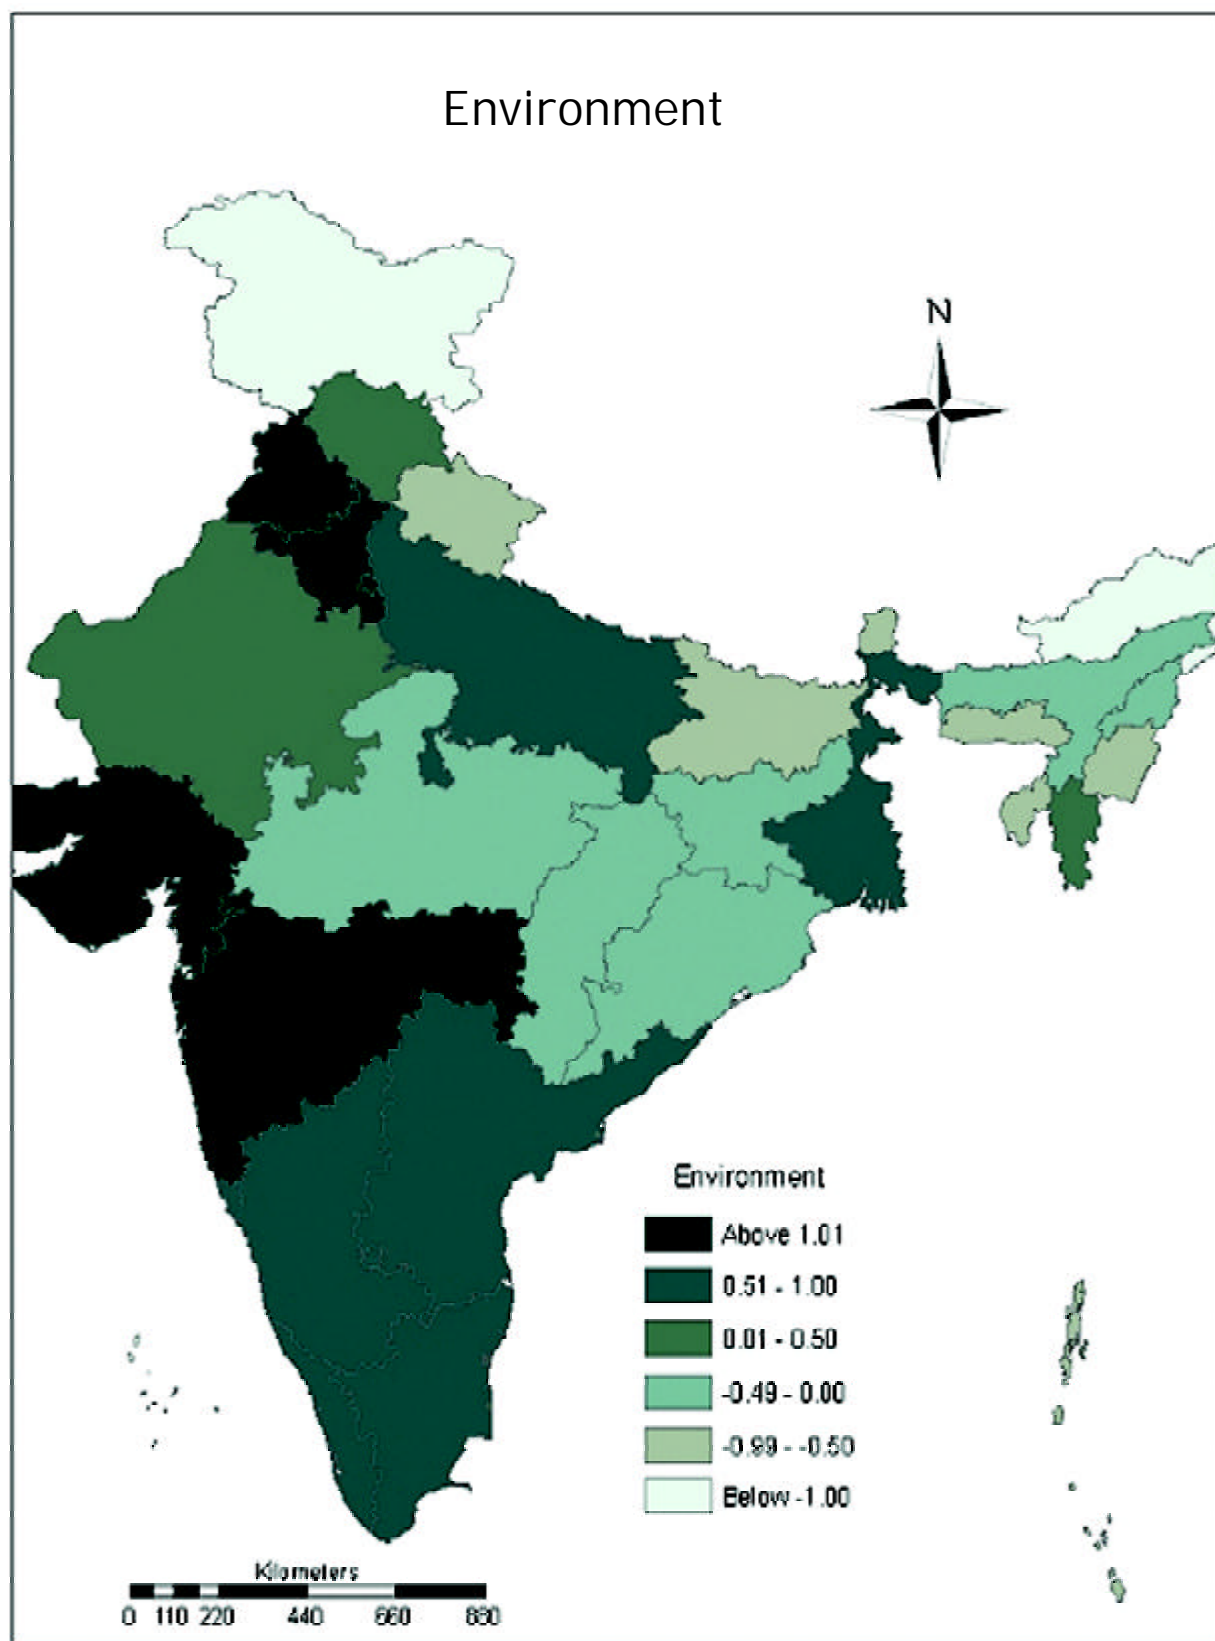 Environment
N
Environment
Above 1.01
0.51 - 1.00
0.01 - 0.50
-0.49 - 0.00
-0.99 - -0.50
Below -1.00
Kilometers
0 110 220 440 660 880